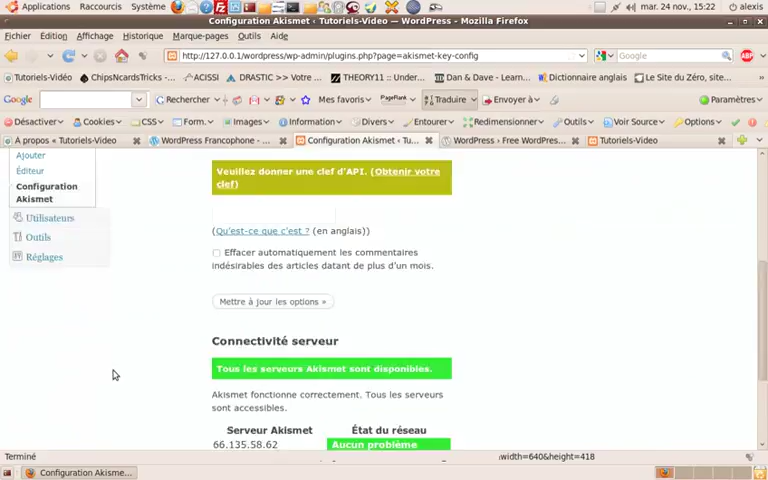 Applications Raccourcis Système mar. 24 nov., 15:22 alexis
Configuration Akismet ‹ Tutoriels-Video — WordPress - Mozilla Firefox
Fichier Édition Affichage Historique Marque-pages Outils Aide
http://127.0.0.1/wordpress/wp-admin/plugins.php?page=akismet-key-config Google
Tutoriels-Vidéo ChipsNcardsTricks -... ACISSI DRASTIC >> Votre ... THEORY11 :: Under... Dan & Dave - Learn... Dictionnaire anglais Le Site du Zéro, site...
Google Rechercher Mes favoris PageRank Traduire Envoyer à Paramètres
Désactiver Cookies CSS Form. Images Information Divers Entourer Redimensionner Outils Voir Source Options
À propos « Tutoriels-Video WordPress Francophone - ... Configuration Akismet ‹ Tu... WordPress › Free WordPres... Tutoriels-Video
Ajouter
Éditeur
Configuration
Akismet
Utilisateurs
Outils
Réglages
Veuillez donner une clef d'API. (Obtenir votre
clef)
(Qu'est-ce que c'est ? (en anglais))
Effacer automatiquement les commentaires
indésirables des articles datant de plus d'un mois.
Mettre à jour les options »
Connectivité serveur
Tous les serveurs Akismet sont disponibles.
Akismet fonctionne correctement. Tous les serveurs
sont accessibles.
Serveur Akismet État du réseau
66.135.58.62 Aucun problème
Terminé width=640&height=418
Configuration Akisme...